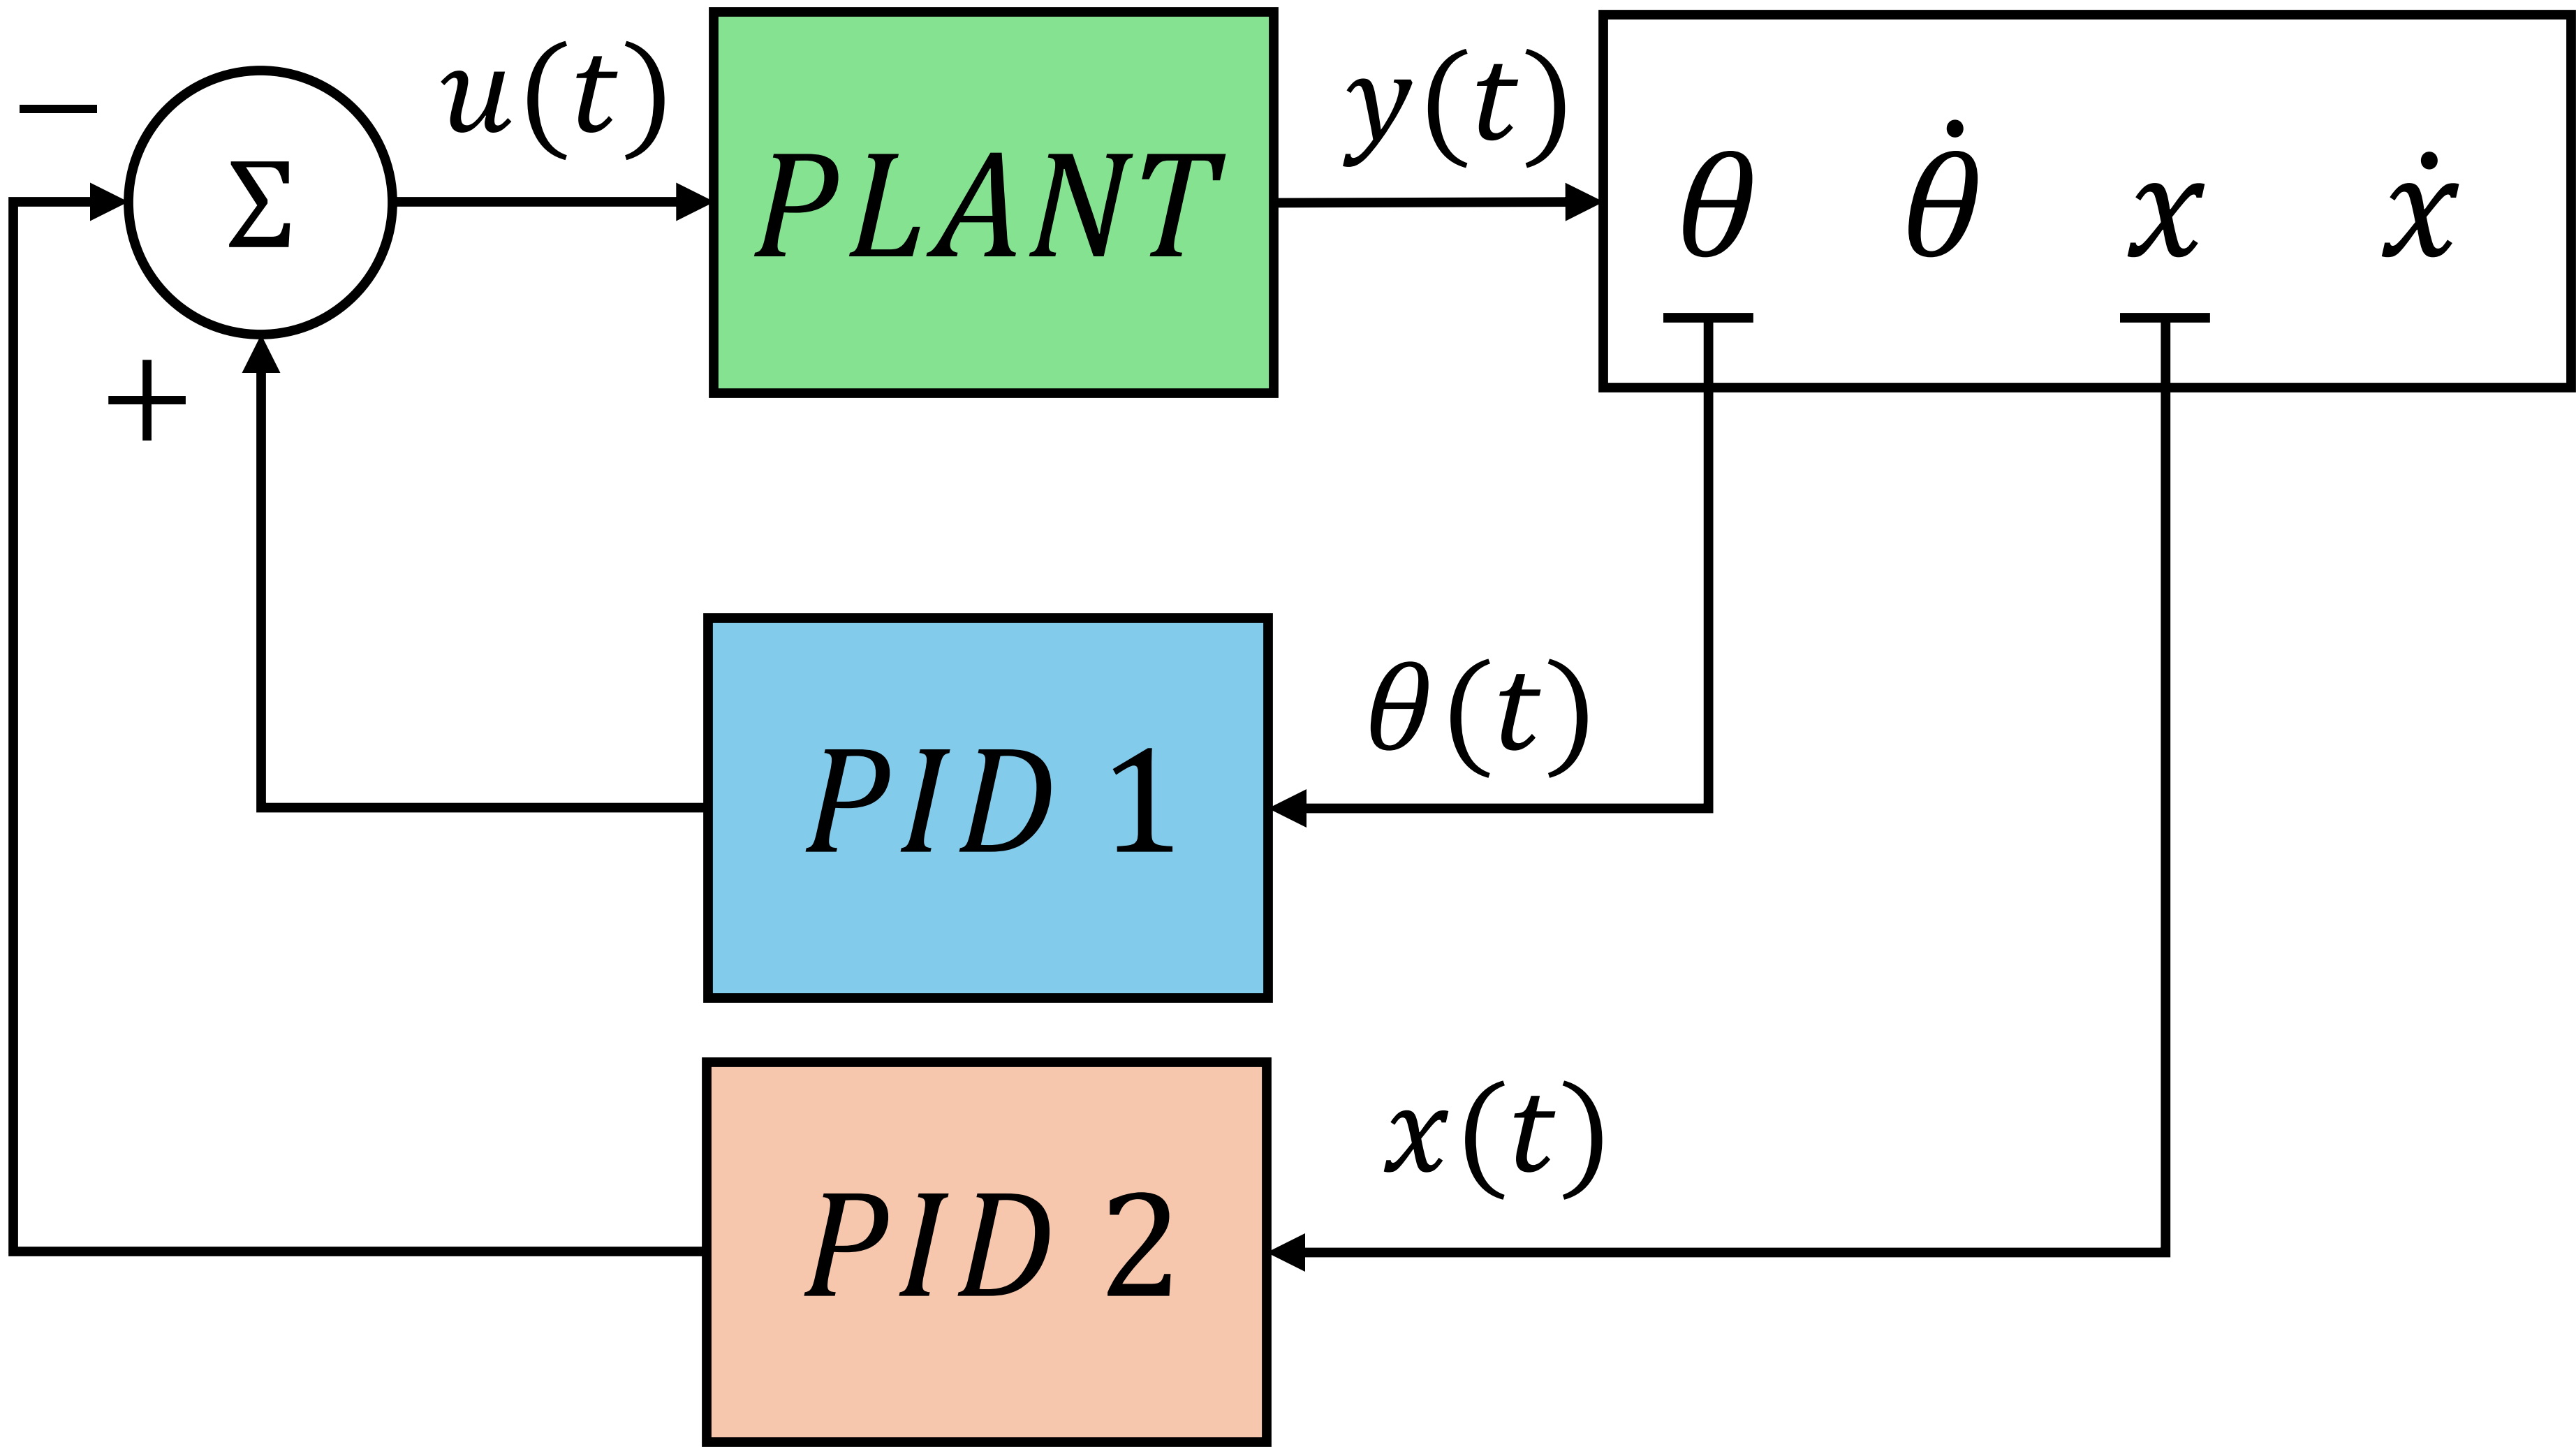 −
Σ
+
u(t)
PLANT
y(t)
θ θ̇ x ẋ
PID 1
θ(t)
PID 2
x(t)